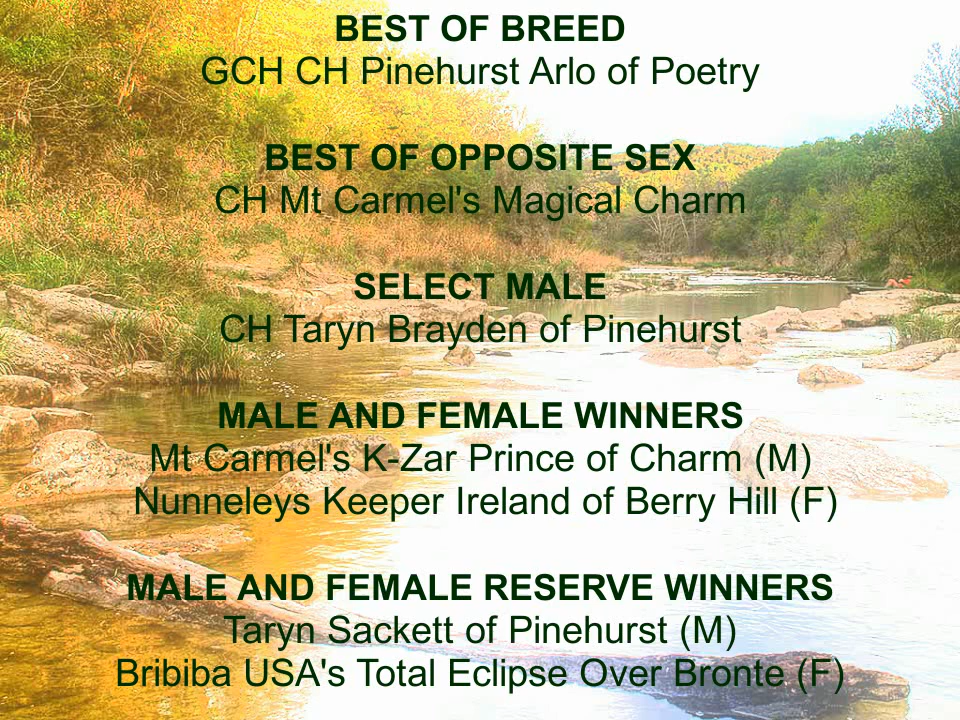 BEST OF BREED
GCH CH Pinehurst Arlo of Poetry
BEST OF OPPOSITE SEX
CH Mt Carmel's Magical Charm
SELECT MALE
CH Taryn Brayden of Pinehurst
MALE AND FEMALE WINNERS
Mt Carmel's K-Zar Prince of Charm (M)
Nunneleys Keeper Ireland of Berry Hill (F)
MALE AND FEMALE RESERVE WINNERS
Taryn Sackett of Pinehurst (M)
Bribiba USA's Total Eclipse Over Bronte (F)